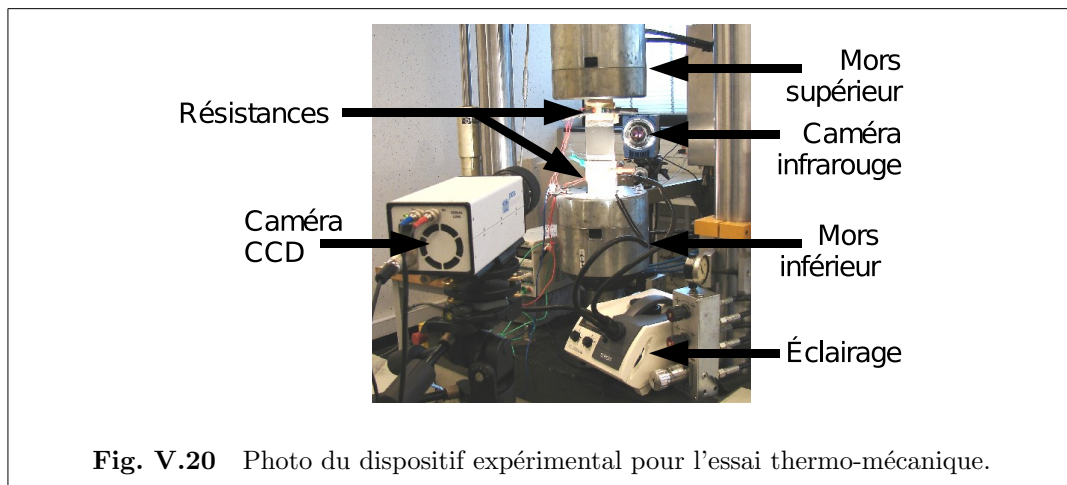 Mors
supérieur
Résistances
Caméra
infrarouge
Caméra
CCD
Mors
inférieur
Éclairage
Fig. V.20 Photo du dispositif expérimental pour l'essai thermo-mécanique.